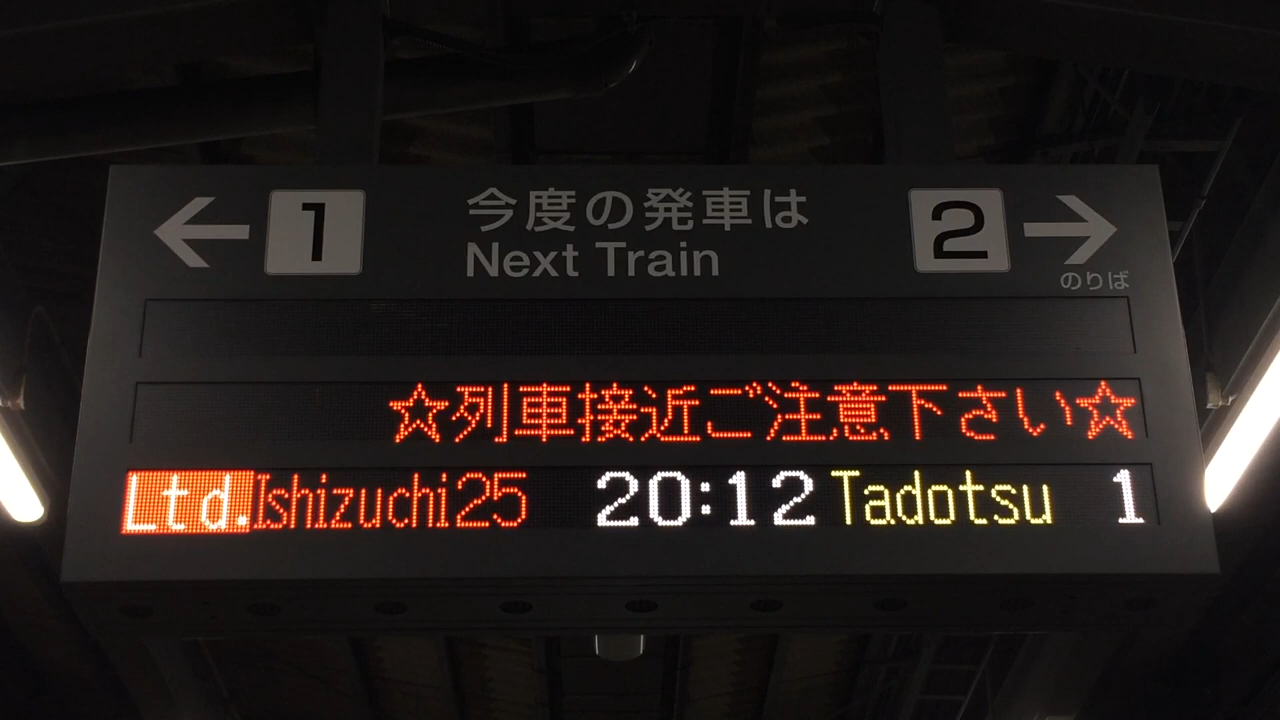 ← 1 今度の発車は 2 →
Next Train
のりば
☆列車接近ご注意下さい☆
Ltd. Ishizuchi25 20:12 Tadotsu 1